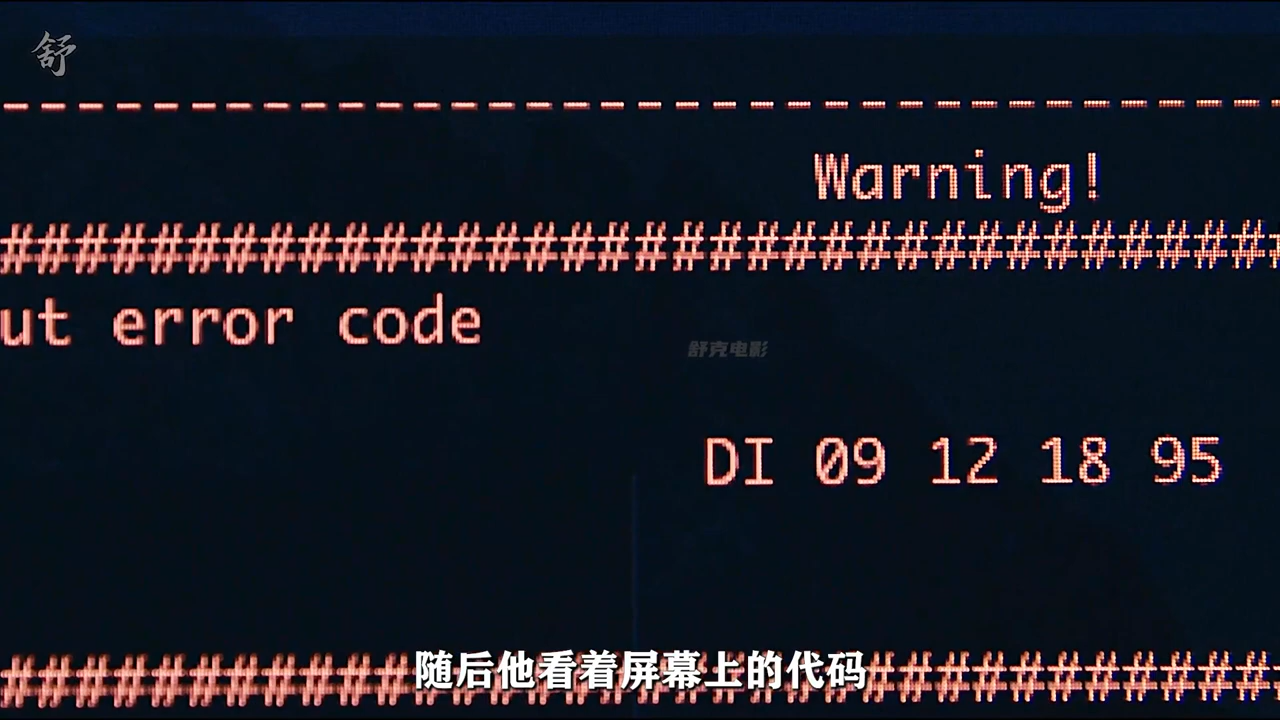 舒
- - - - - - - - - - - - - - - - - - - - - - - - - - - - - - - - - - -
Warning!
###################################
ut error code
舒克电影
DI 09 12 18 95
###################################
随后他看着屏幕上的代码